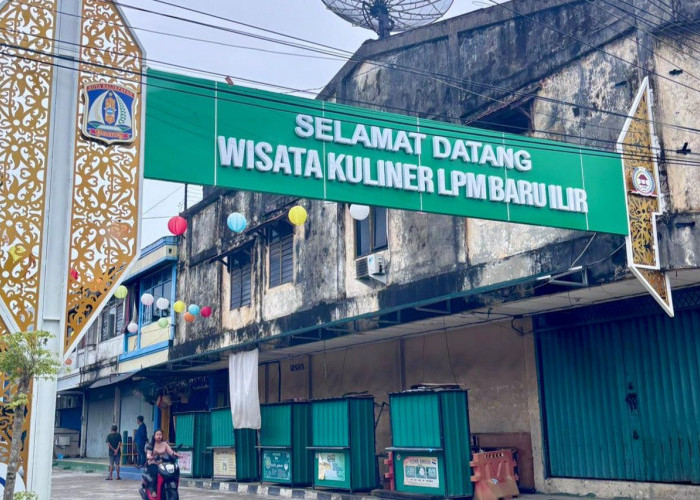 SELAMAT DATANG
WISATA KULINER LPM BARU ILIR